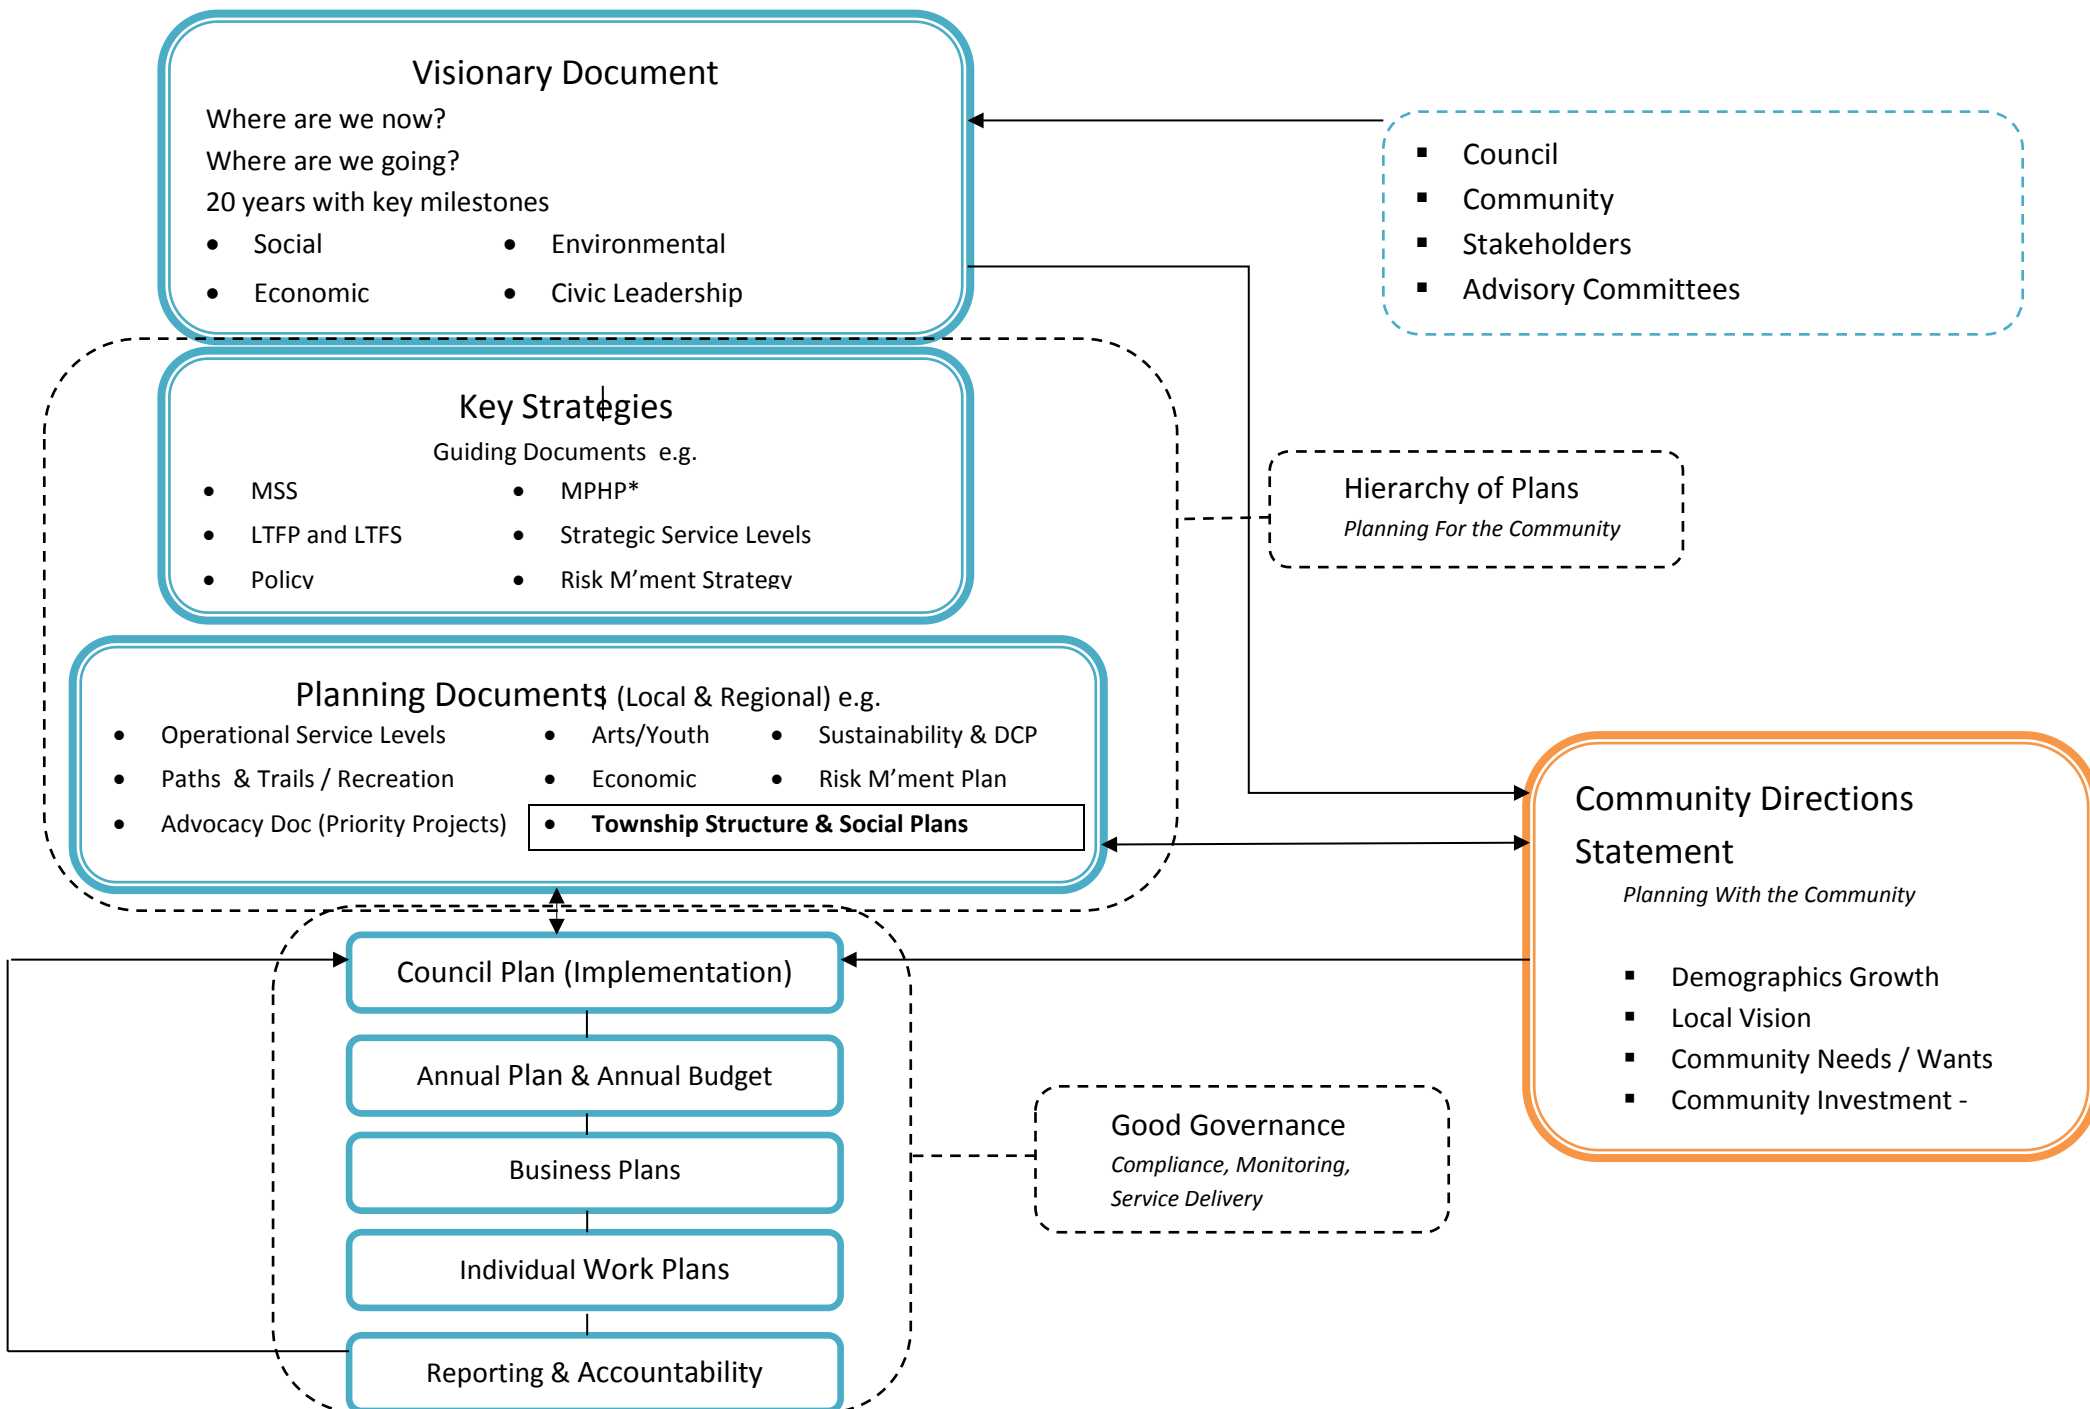 Visionary Document
Where are we now?
Where are we going?
20 years with key milestones
• Social
• Environmental
• Economic
• Civic Leadership
▪ Council
▪ Community
▪ Stakeholders
▪ Advisory Committees
Key Strategies
Guiding Documents e.g.
• MSS
• MPHP*
• LTFP and LTFS
• Strategic Service Levels
• Policy
• Risk M’ment Strategy
Hierarchy of Plans
Planning For the Community
Planning Documents (Local & Regional) e.g.
• Operational Service Levels
• Arts/Youth
• Sustainability & DCP
• Paths & Trails / Recreation
• Economic
• Risk M’ment Plan
• Advocacy Doc (Priority Projects)
• Township Structure & Social Plans
Community Directions
Statement
Planning With the Community
▪ Demographics Growth
▪ Local Vision
▪ Community Needs / Wants
▪ Community Investment -
Council Plan (Implementation)
Annual Plan & Annual Budget
Business Plans
Individual Work Plans
Reporting & Accountability
Good Governance
Compliance, Monitoring,
Service Delivery